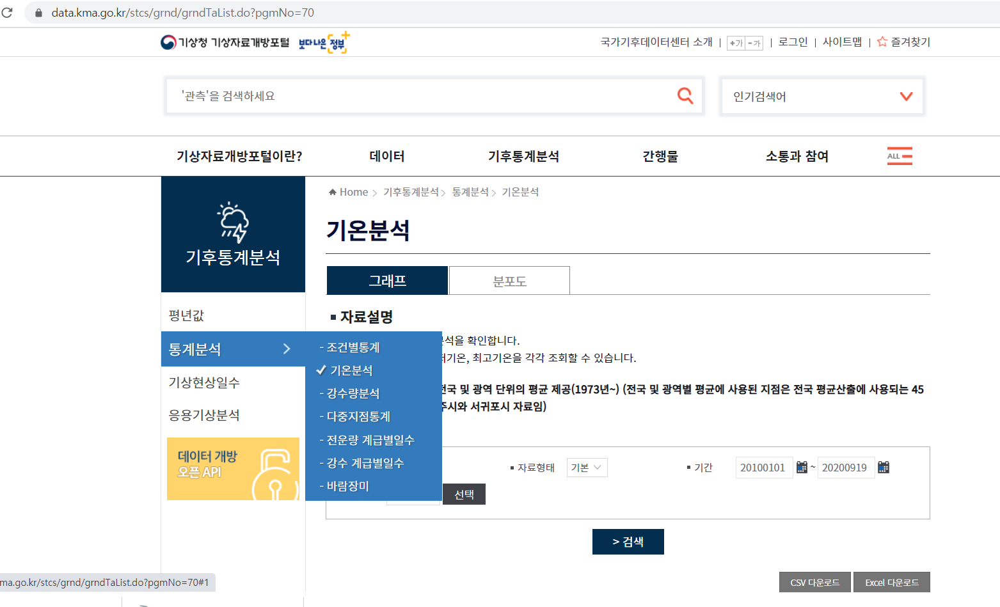 data.kma.go.kr/stcs/grnd/grndTaList.do?pgmNo=70
기상청 기상자료개방포털 보다나은 정부
국가기후데이터센터 소개 | +가 -가 | 로그인 | 사이트맵 | 즐겨찾기
'관측'을 검색하세요
인기검색어
기상자료개방포털이란? 데이터 기후통계분석 간행물 소통과 참여 ALL
Home > 기후통계분석 > 통계분석 > 기온분석
기후통계분석
기온분석
그래프 분포도
평년값
통계분석 >
기상현상일수
응용기상분석
데이터 개방
오픈 API
- 조건별통계
기온분석
- 강수량분석
- 다중지점통계
- 전운량 계급별일수
- 강수 계급별일수
- 바람장미
자료설명
석을 확인합니다.
기온, 최고기온을 각각 조회할 수 있습니다.
전국 및 광역 단위의 평균 제공(1973년~) (전국 및 광역별 평균에 사용된 지점은 전국 평균산출에 사용되는 45
주시와 서귀포시 자료임)
자료형태 기본 기간 20100101 ~ 20200919
선택
> 검색
CSV 다운로드 Excel 다운로드
ma.go.kr/stcs/grnd/grndTaList.do?pgmNo=70#1